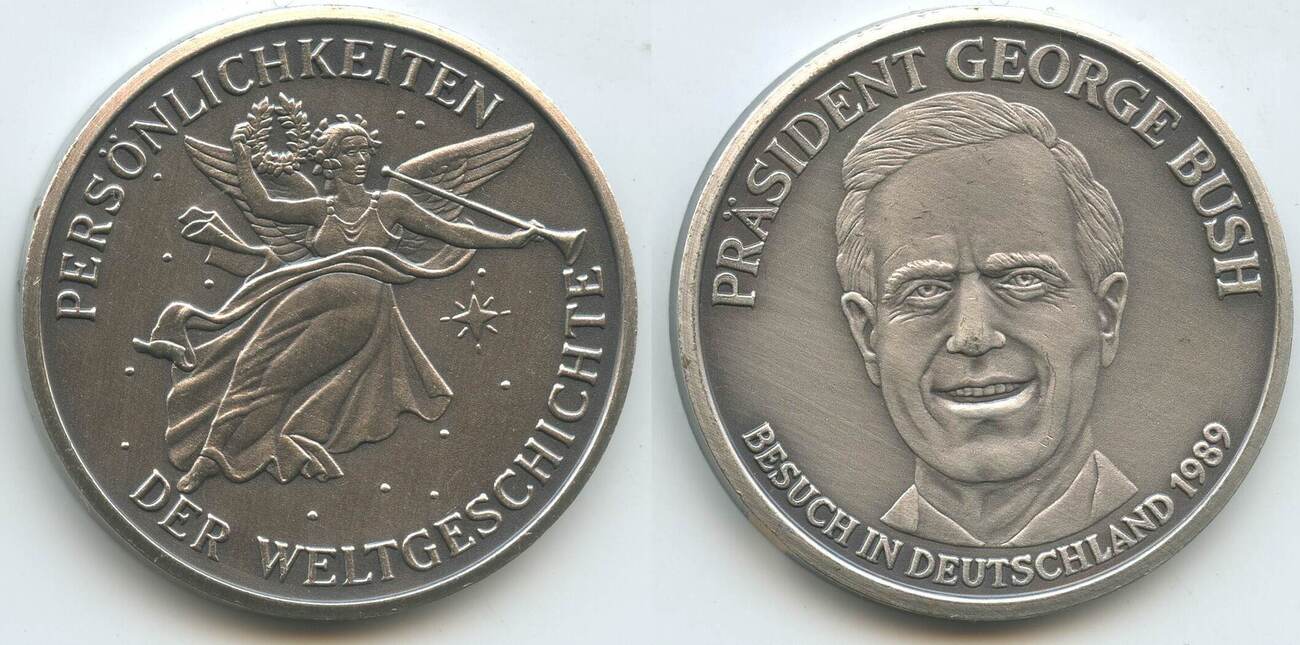 PERSÖNLICHKEITEN
DER WELTGESCHICHTE
PRÄSIDENT GEORGE BUSH
BESUCH IN DEUTSCHLAND 1989